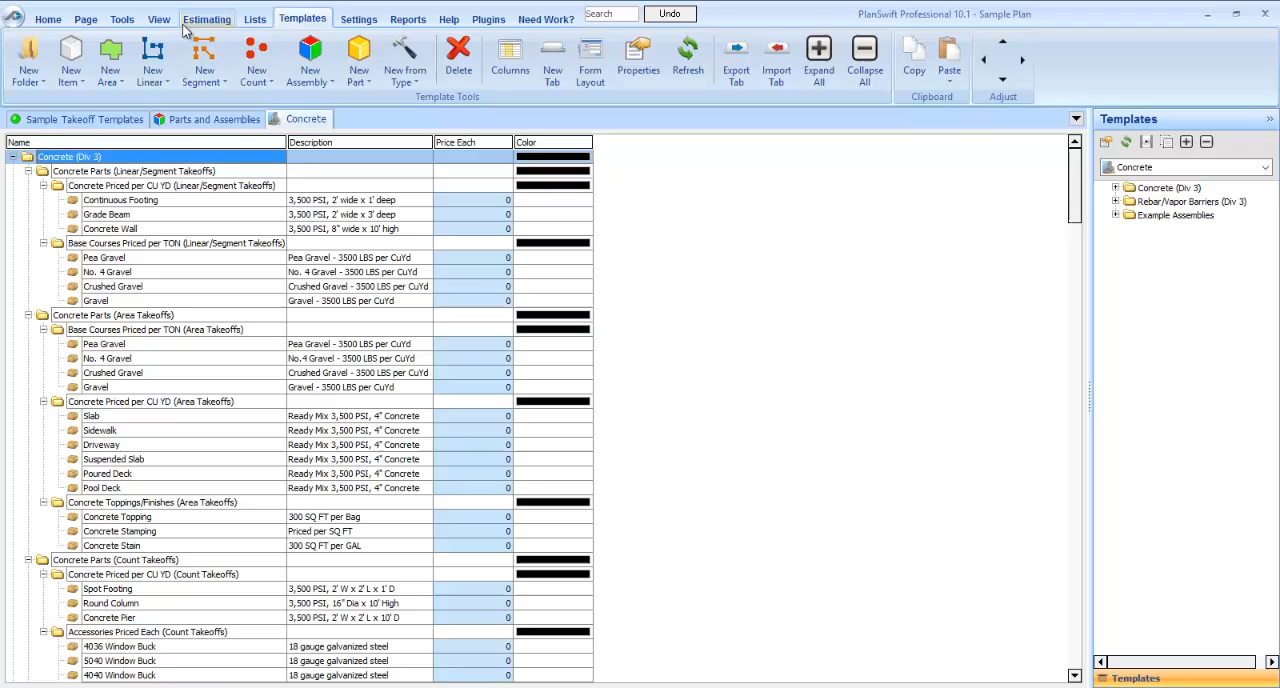 Home Page Tools View Estimating Lists Templates Settings Reports Help Plugins Need Work? Search Undo PlanSwift Professional 10.1 - Sample Plan
New Folder New Item New Area New Linear New Segment New Count New Assembly New Part New from Type Delete Columns New Tab Form Layout Properties Refresh Export Tab Import Tab Expand All Collapse All Copy Paste
Template Tools Clipboard Adjust
Sample Takeoff Templates Parts and Assemblies Concrete
Name Description Price Each Color
Concrete (Div 3)
Concrete Parts (Linear/Segment Takeoffs)
Concrete Priced per CU YD (Linear/Segment Takeoffs)
Continuous Footing 3,500 PSI, 2' wide x 1' deep 0
Grade Beam 3,500 PSI, 2' wide x 3' deep 0
Concrete Wall 3,500 PSI, 8" wide x 10' high 0
Base Courses Priced per TON (Linear/Segment Takeoffs)
Pea Gravel Pea Gravel - 3500 LBS per CuYd 0
No. 4 Gravel No. 4 Gravel - 3500 LBS per CuYd 0
Crushed Gravel Crushed Gravel - 3500 LBS per CuYd 0
Gravel Gravel - 3500 LBS per CuYd 0
Concrete Parts (Area Takeoffs)
Base Courses Priced per TON (Area Takeoffs)
Pea Gravel Pea Gravel - 3500 LBS per CuYd 0
No. 4 Gravel No.4 Gravel - 3500 LBS per CuYd 0
Crushed Gravel Crushed Gravel - 3500 LBS per CuYd 0
Gravel Gravel - 3500 LBS per CuYd 0
Concrete Priced per CU YD (Area Takeoffs)
Slab Ready Mix 3,500 PSI, 4" Concrete 0
Sidewalk Ready Mix 3,500 PSI, 4" Concrete 0
Driveway Ready Mix 3,500 PSI, 4" Concrete 0
Suspended Slab Ready Mix 3,500 PSI, 4" Concrete 0
Poured Deck Ready Mix 3,500 PSI, 4" Concrete 0
Pool Deck Ready Mix 3,500 PSI, 4" Concrete 0
Concrete Toppings/Finishes (Area Takeoffs)
Concrete Topping 300 SQ FT per Bag 0
Concrete Stamping Priced per SQ FT 0
Concrete Stain 300 SQ FT per GAL 0
Concrete Parts (Count Takeoffs)
Concrete Priced per CU YD (Count Takeoffs)
Spot Footing 3,500 PSI, 2' W x 2' L x 1' D 0
Round Column 3,500 PSI, 16" Dia x 10' High 0
Concrete Pier 3,500 PSI, 2' W x 2' L x 10' D 0
Accessories Priced Each (Count Takeoffs)
4036 Window Buck 18 gauge galvanized steel 0
5040 Window Buck 18 gauge galvanized steel 0
4040 Window Buck 18 gauge galvanized steel 0
Templates
Concrete
Concrete (Div 3)
Rebar/Vapor Barriers (Div 3)
Example Assemblies
Templates